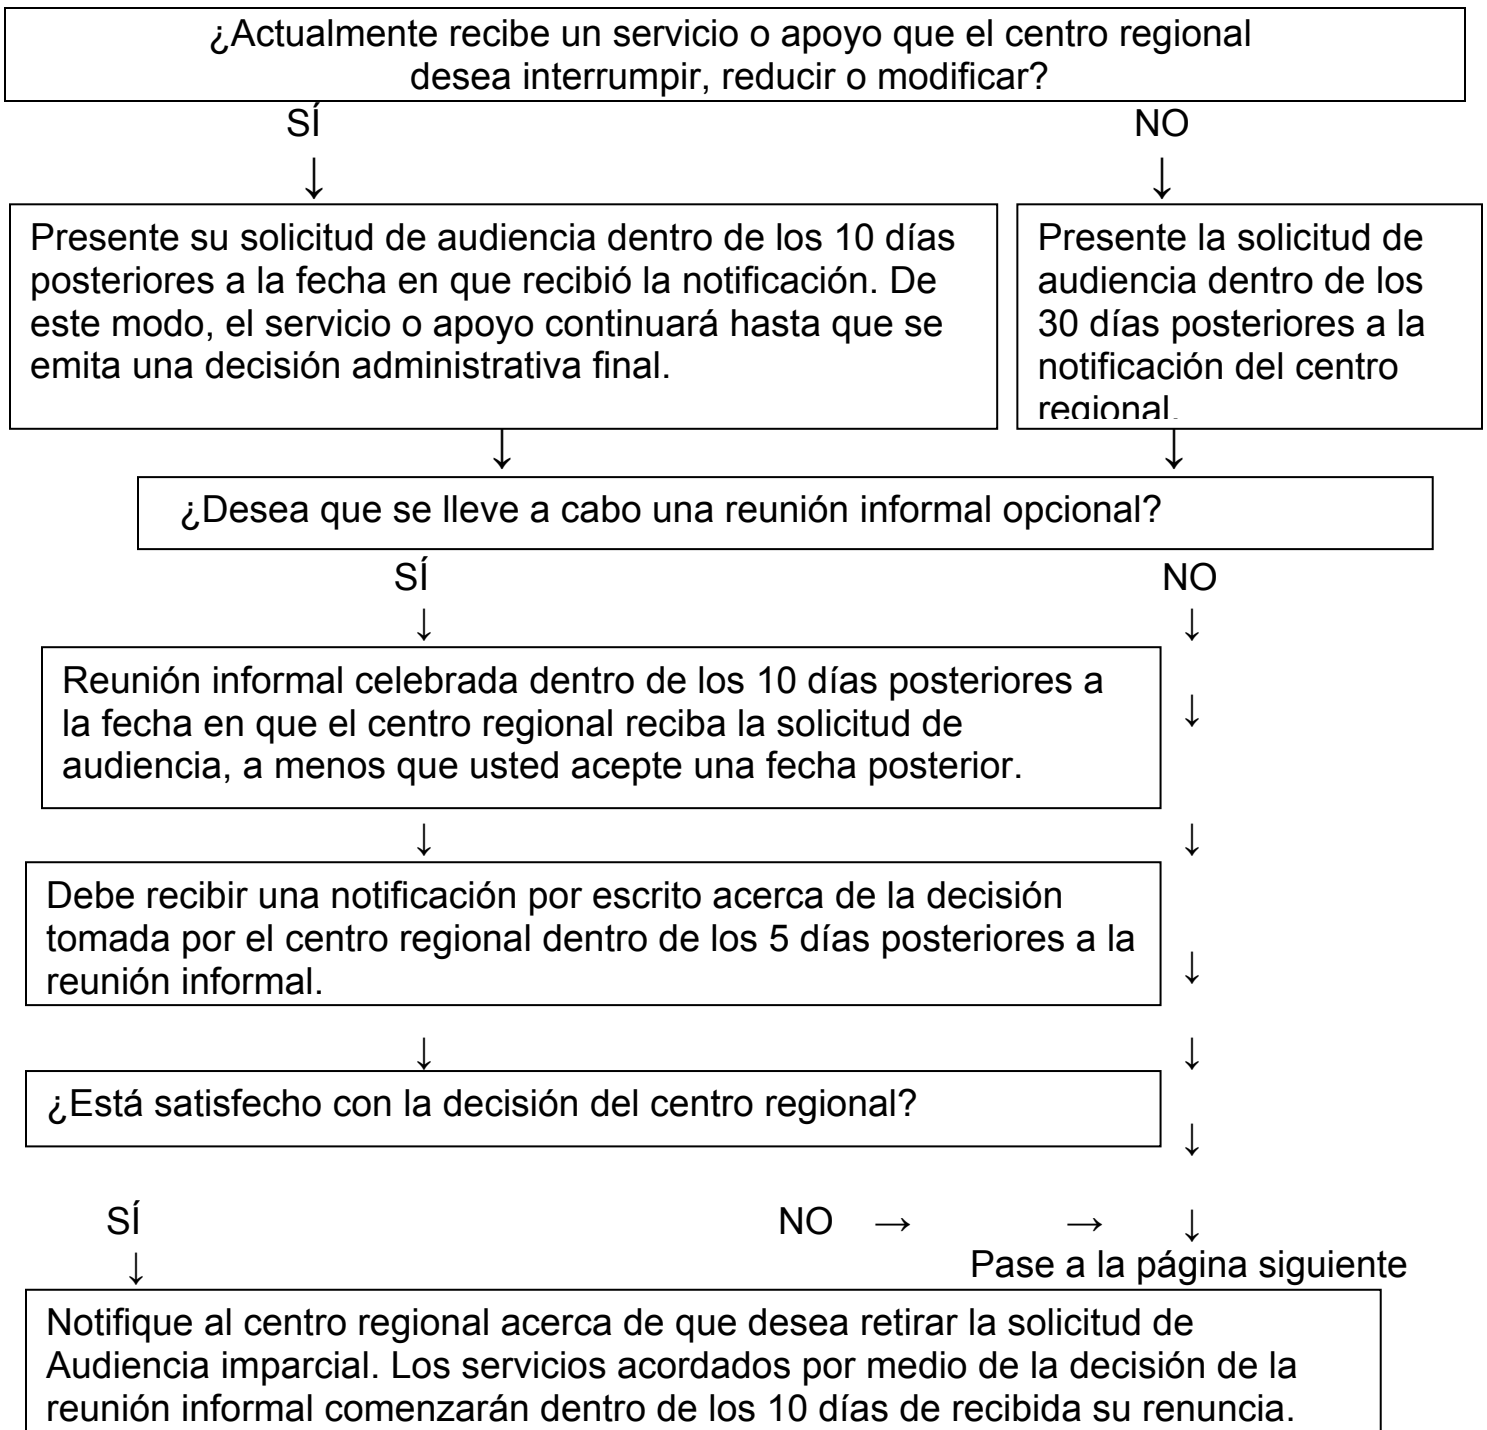 ¿Actualmente recibe un servicio o apoyo que el centro regional
desea interrumpir, reducir o modificar?
SÍ
NO
↓
↓
Presente su solicitud de audiencia dentro de los 10 días
posteriores a la fecha en que recibió la notificación. De
este modo, el servicio o apoyo continuará hasta que se
emita una decisión administrativa final.
Presente la solicitud de
audiencia dentro de los
30 días posteriores a la
notificación del centro
regional.
↓
↓
¿Desea que se lleve a cabo una reunión informal opcional?
SÍ
NO
↓
↓
Reunión informal celebrada dentro de los 10 días posteriores a
la fecha en que el centro regional reciba la solicitud de
audiencia, a menos que usted acepte una fecha posterior.
↓
↓
↓
Debe recibir una notificación por escrito acerca de la decisión
tomada por el centro regional dentro de los 5 días posteriores a la
reunión informal.
↓
↓
↓
¿Está satisfecho con la decisión del centro regional?
↓
SÍ
NO → → ↓
↓
Pase a la página siguiente
Notifique al centro regional acerca de que desea retirar la solicitud de
Audiencia imparcial. Los servicios acordados por medio de la decisión de la
reunión informal comenzarán dentro de los 10 días de recibida su renuncia.